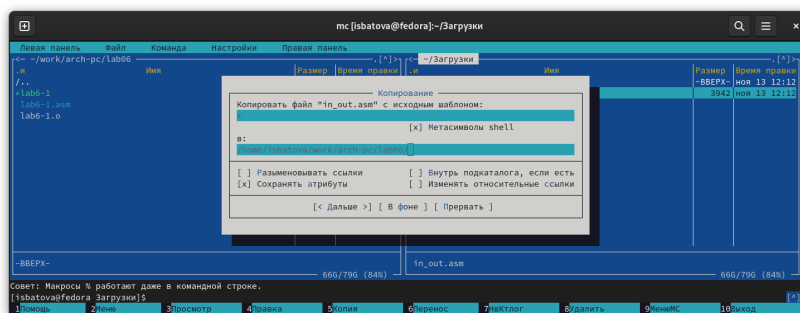 mc [isbatova@fedora]:~/Загрузки
Левая панель Файл Команда Настройки Правая панель
<- ~/work/arch-pc/lab06 .[^]>
<- ~/Загрузки .[^]>
.и Имя Размер Время правки
.и Имя Размер Время правки
/..
-ВВЕРХ- ноя 13 12:12
*lab6-1
3942 ноя 13 12:12
lab6-1.asm
lab6-1.o
Копирование
Копировать файл "in_out.asm" с исходным шаблоном:
*
[x] Метасимволы shell
в:
/home/isbatova/work/arch-pc/lab06/
[ ] Разыменовывать ссылки [ ] Внутрь подкаталога, если есть
[x] Сохранять атрибуты [ ] Изменять относительные ссылки
[< Дальше >] [ В фоне ] [ Прервать ]
-ВВЕРХ-
in_out.asm
66G/79G (84%)
66G/79G (84%)
Совет: Макросы % работают даже в командной строке.
[isbatova@fedora Загрузки]$ [^]
1Помощь 2Меню 3Просмотр 4Правка 5Копия 6Перенос 7НвКтлог 8Удалить 9МенюMC 10Выход